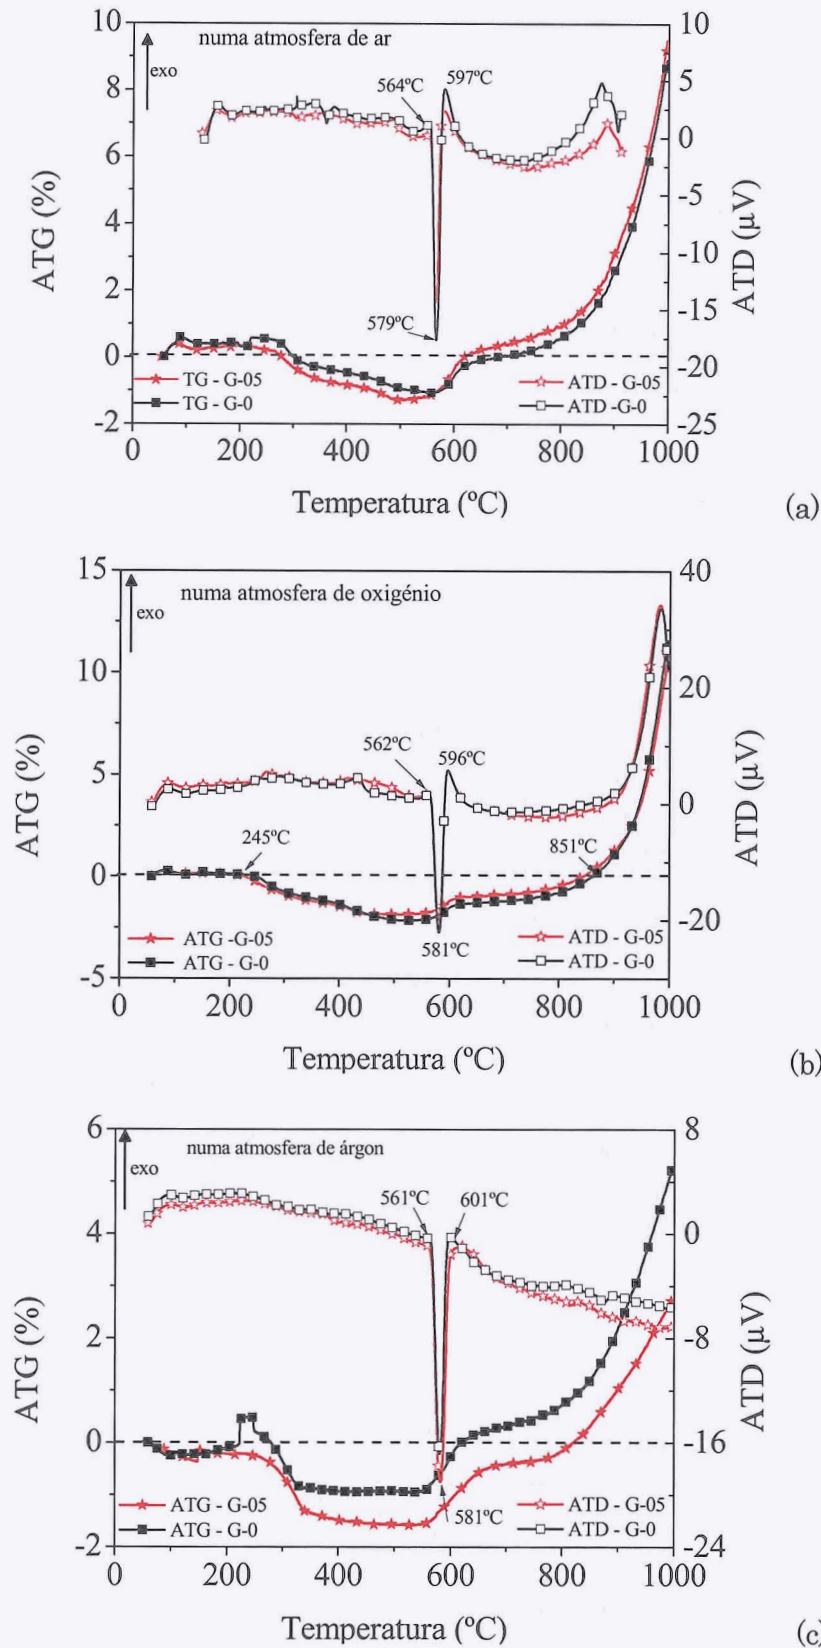 numa atmosfera de ar
exo
564ºC
597ºC
579ºC
TG - G-05
TG - G-0
ATD - G-05
ATD -G-0
10
8
6
4
2
0
-2
ATG (%)
10
5
0
-5
-10
-15
-20
-25
ATD (µV)
0 200 400 600 800 1000
Temperatura (ºC)
(a)
numa atmosfera de oxigénio
exo
562ºC
596ºC
245ºC
851ºC
581ºC
ATG -G-05
ATG - G-0
ATD - G-05
ATD - G-0
15
10
5
0
-5
ATG (%)
40
20
0
-20
ATD (µV)
0 200 400 600 800 1000
Temperatura (ºC)
(b)
numa atmosfera de árgon
exo
561ºC
601ºC
581ºC
ATG - G-05
ATG - G-0
ATD - G-05
ATD - G-0
6
4
2
0
-2
ATG (%)
8
0
-8
-16
-24
ATD (µV)
0 200 400 600 800 1000
Temperatura (ºC)
(c)